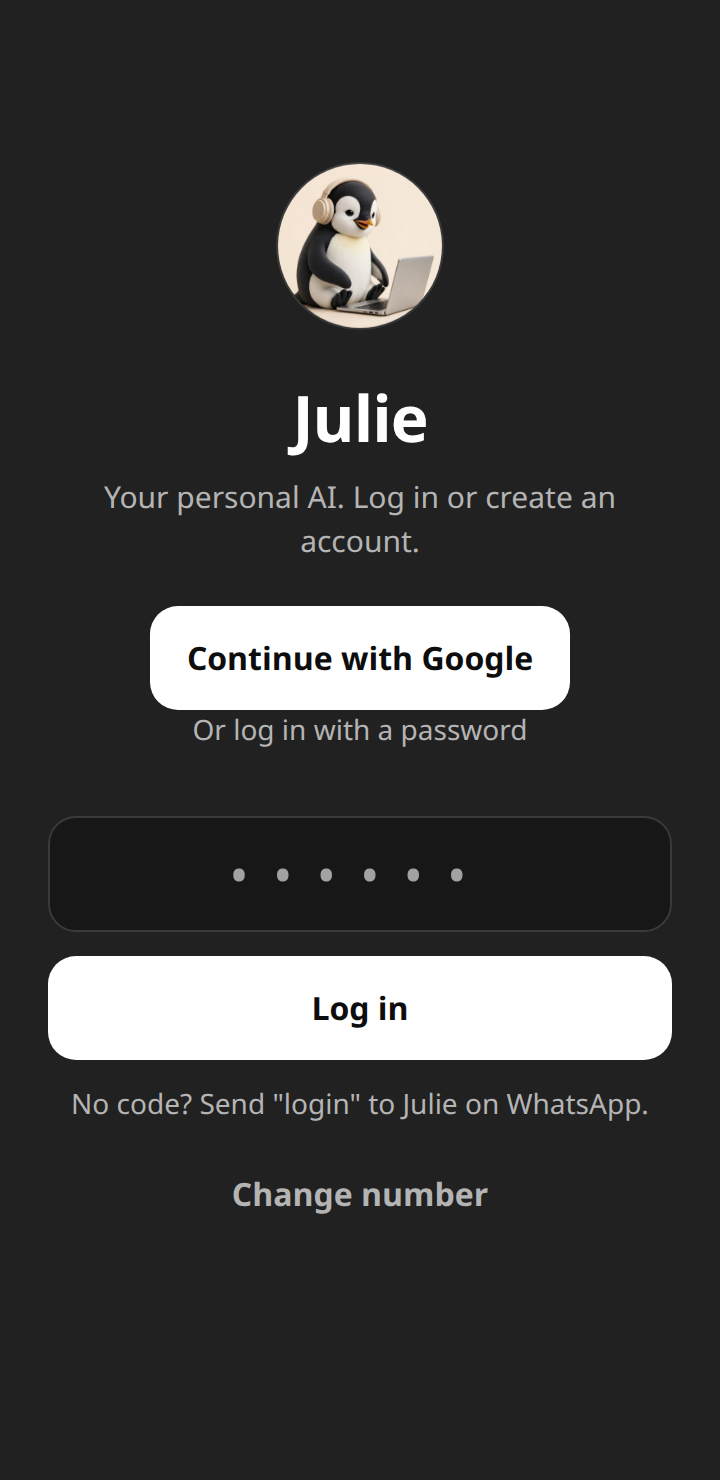 Julie
Your personal AI. Log in or create an
account.
Continue with Google
Or log in with a password
• • • • • •
Log in
No code? Send "login" to Julie on WhatsApp.
Change number